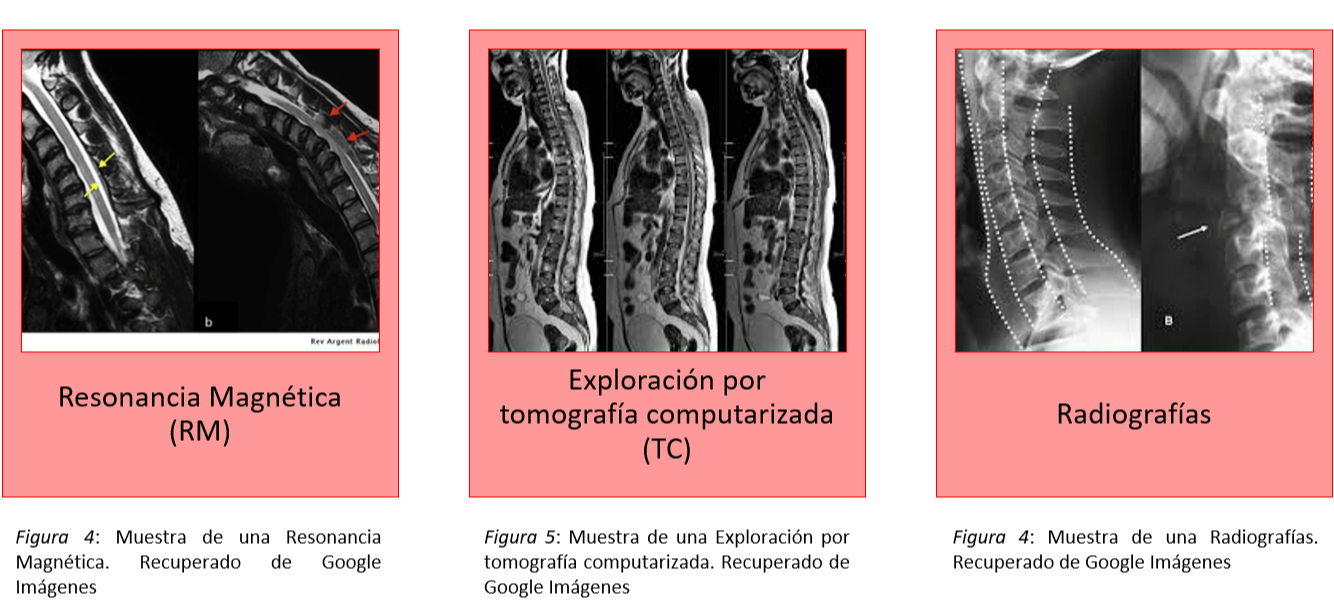 b
Rev Argent Radiol
Resonancia Magnética
(RM)
Figura 4: Muestra de una Resonancia
Magnética. Recuperado de Google
Imágenes
Exploración por
tomografía computarizada
(TC)
Figura 5: Muestra de una Exploración por
tomografía computarizada. Recuperado de
Google Imágenes
B
Radiografías
Figura 4: Muestra de una Radiografías.
Recuperado de Google Imágenes